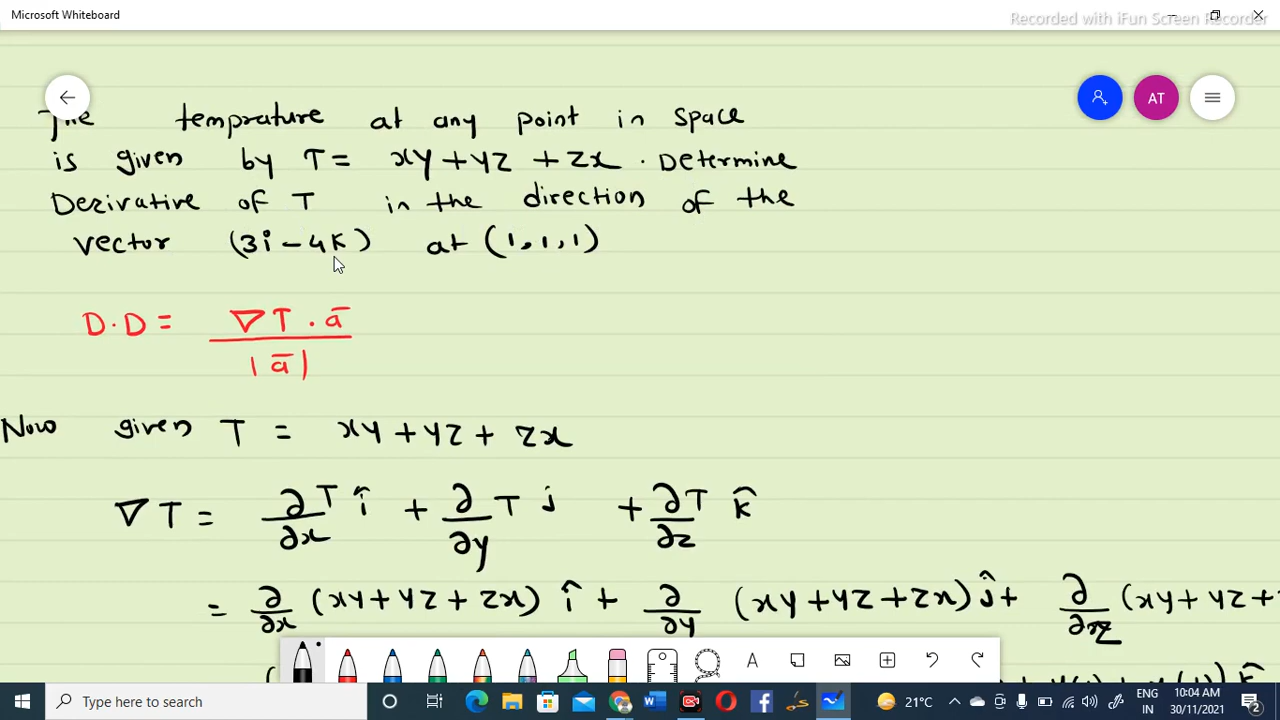 Microsoft Whiteboard
Recorded with iFun Screen Recorder
The temprature at any point in space
AT
is given by T = xy+yz+zx . Determine
Derivative of T in the direction of the
vector (3i-4k) at (1,1,1)
D.D = ∇T . ā
|ā|
Now given T = xy+yz+zx
∇T = ∂/∂x T î + ∂/∂y T j + ∂T/∂z k̂
= ∂/∂x (xy+yz+zx) î + ∂/∂y (xy+yz+zx) ĵ + ∂/∂z (xy+yz+
A
Type here to search
21°C
ENG
IN
10:04 AM
30/11/2021
2